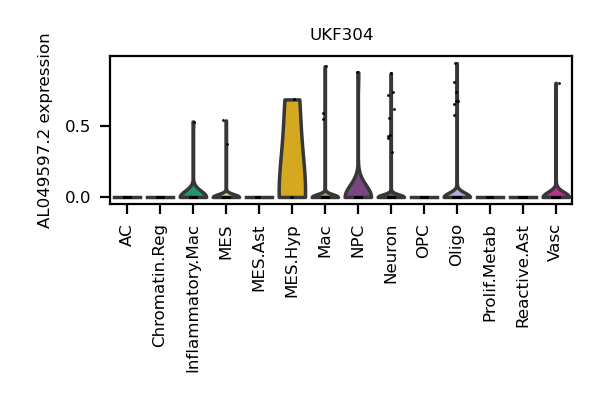 UKF304
AL049597.2 expression
0.5
0.0
AC
Chromatin.Reg
Inflammatory.Mac
MES
MES.Ast
MES.Hyp
Mac
NPC
Neuron
OPC
Oligo
Prolif.Metab
Reactive.Ast
Vasc